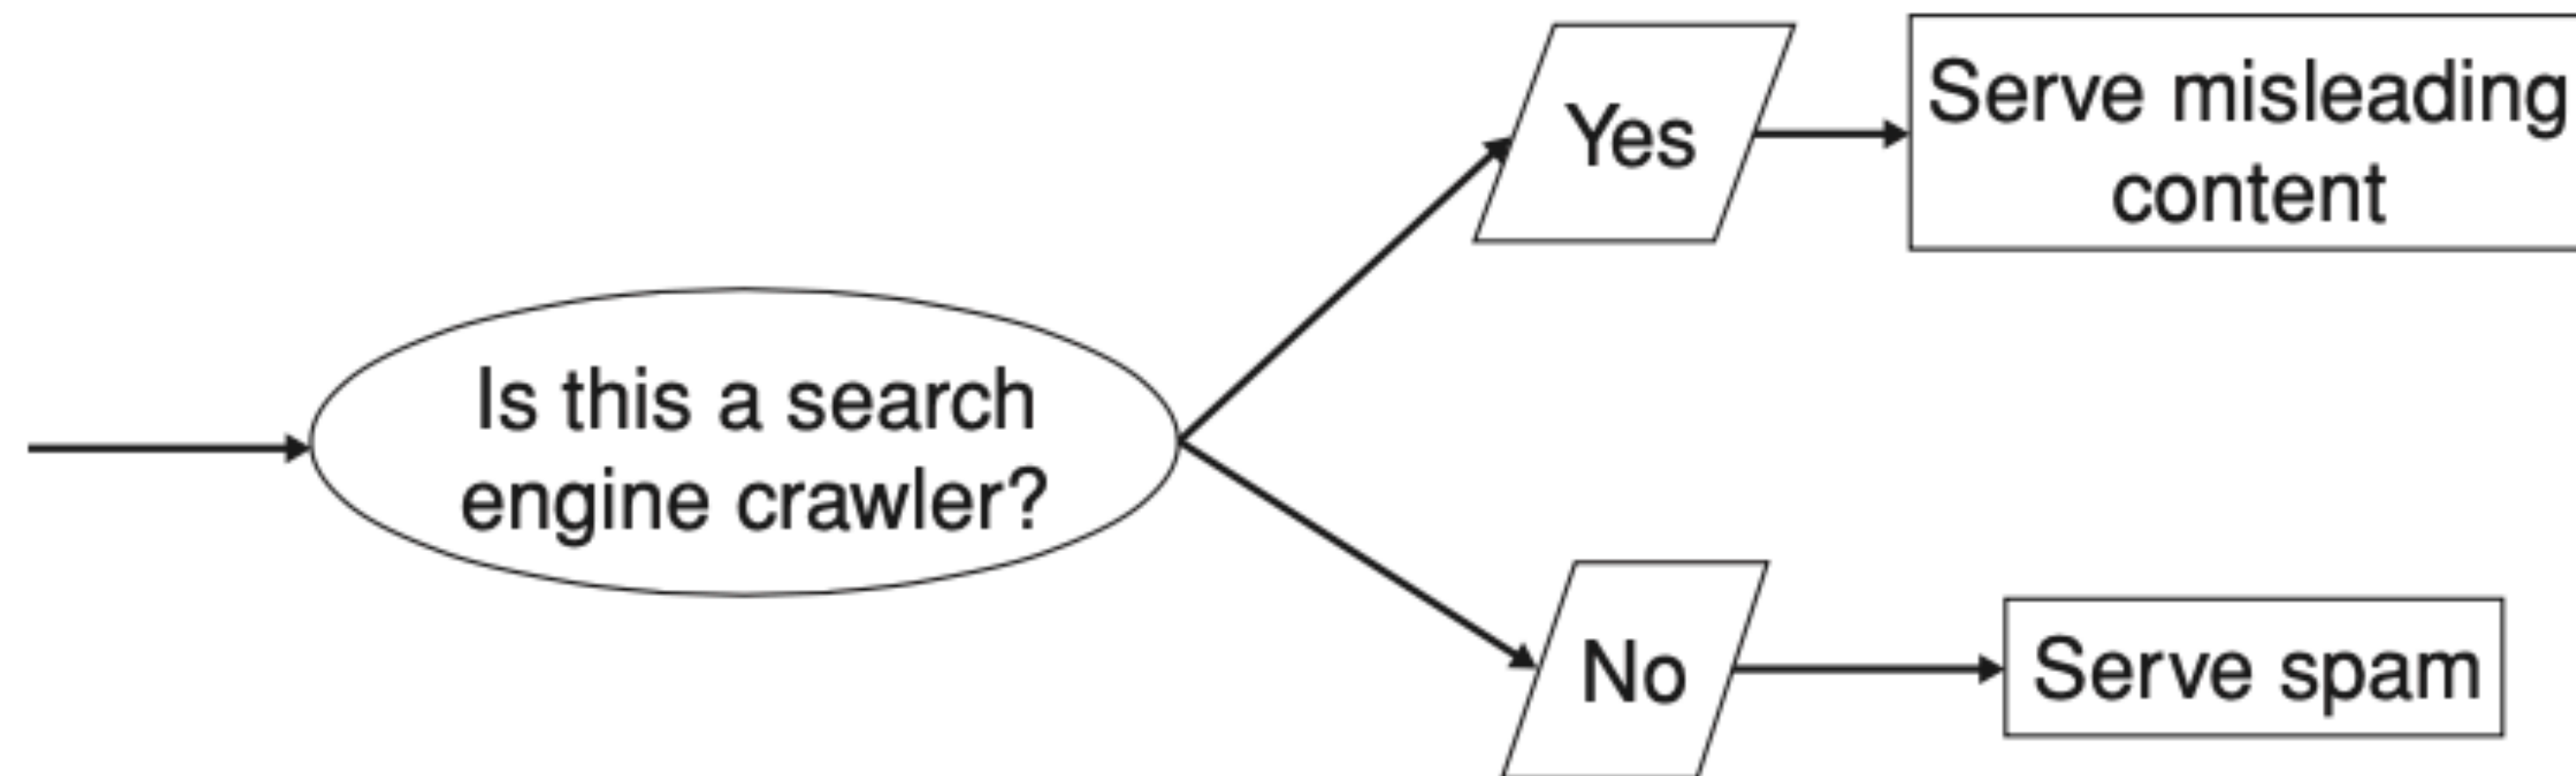 Yes
Serve misleading
content
Is this a search
engine crawler?
No
Serve spam